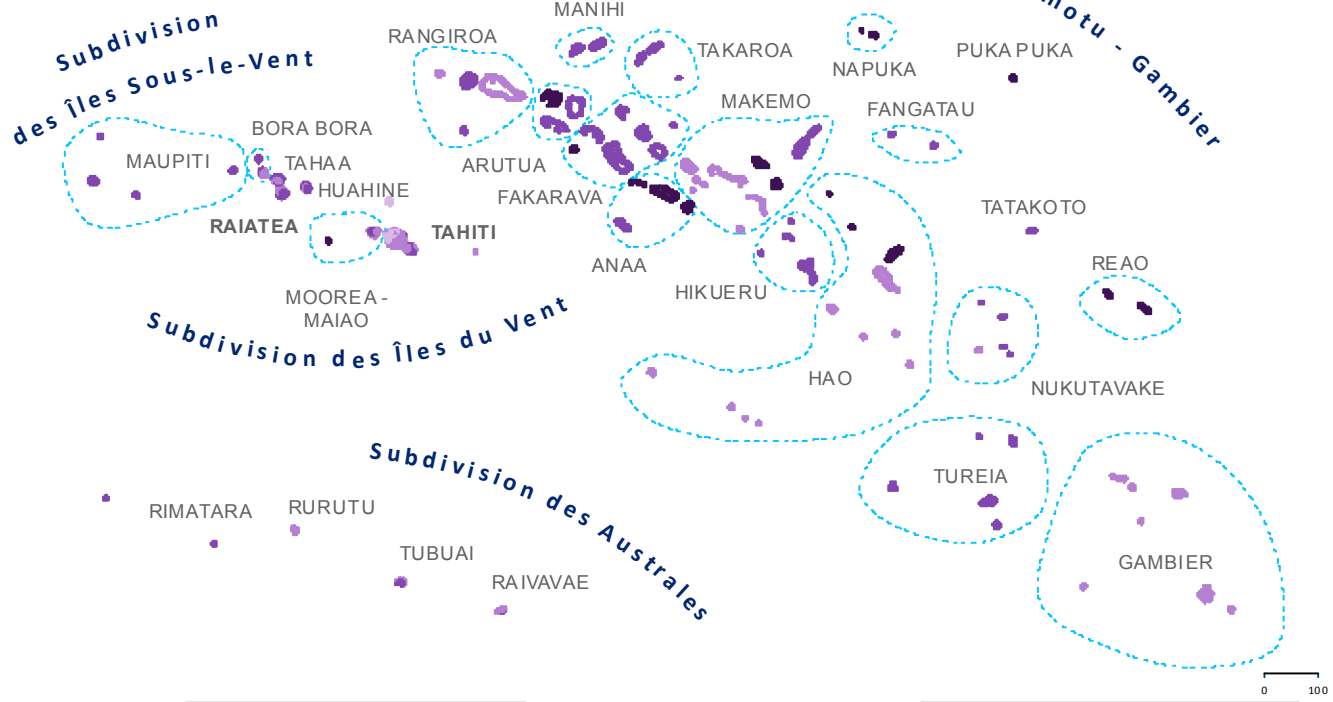 MANIHI
Subdivision
des Îles Sous-le-Vent
RANGIROA
TAKAROA
NAPUKA
PUKA PUKA
motu - Gambier
MAKEMO
FANGATAU
BORA BORA
MAUPITI
TAHAA
HUAHINE
ARUTUA
FAKARAVA
RAIATEA
TAHITI
TATAKOTO
ANAA
REAO
HIKUERU
MOOREA -
MAIAO
Subdivision des Îles du Vent
HAO
NUKUTAVAKE
Subdivision des Australes
TUREIA
RIMATARA
RURUTU
TUBUAI
RAIVAVAE
GAMBIER
0 100